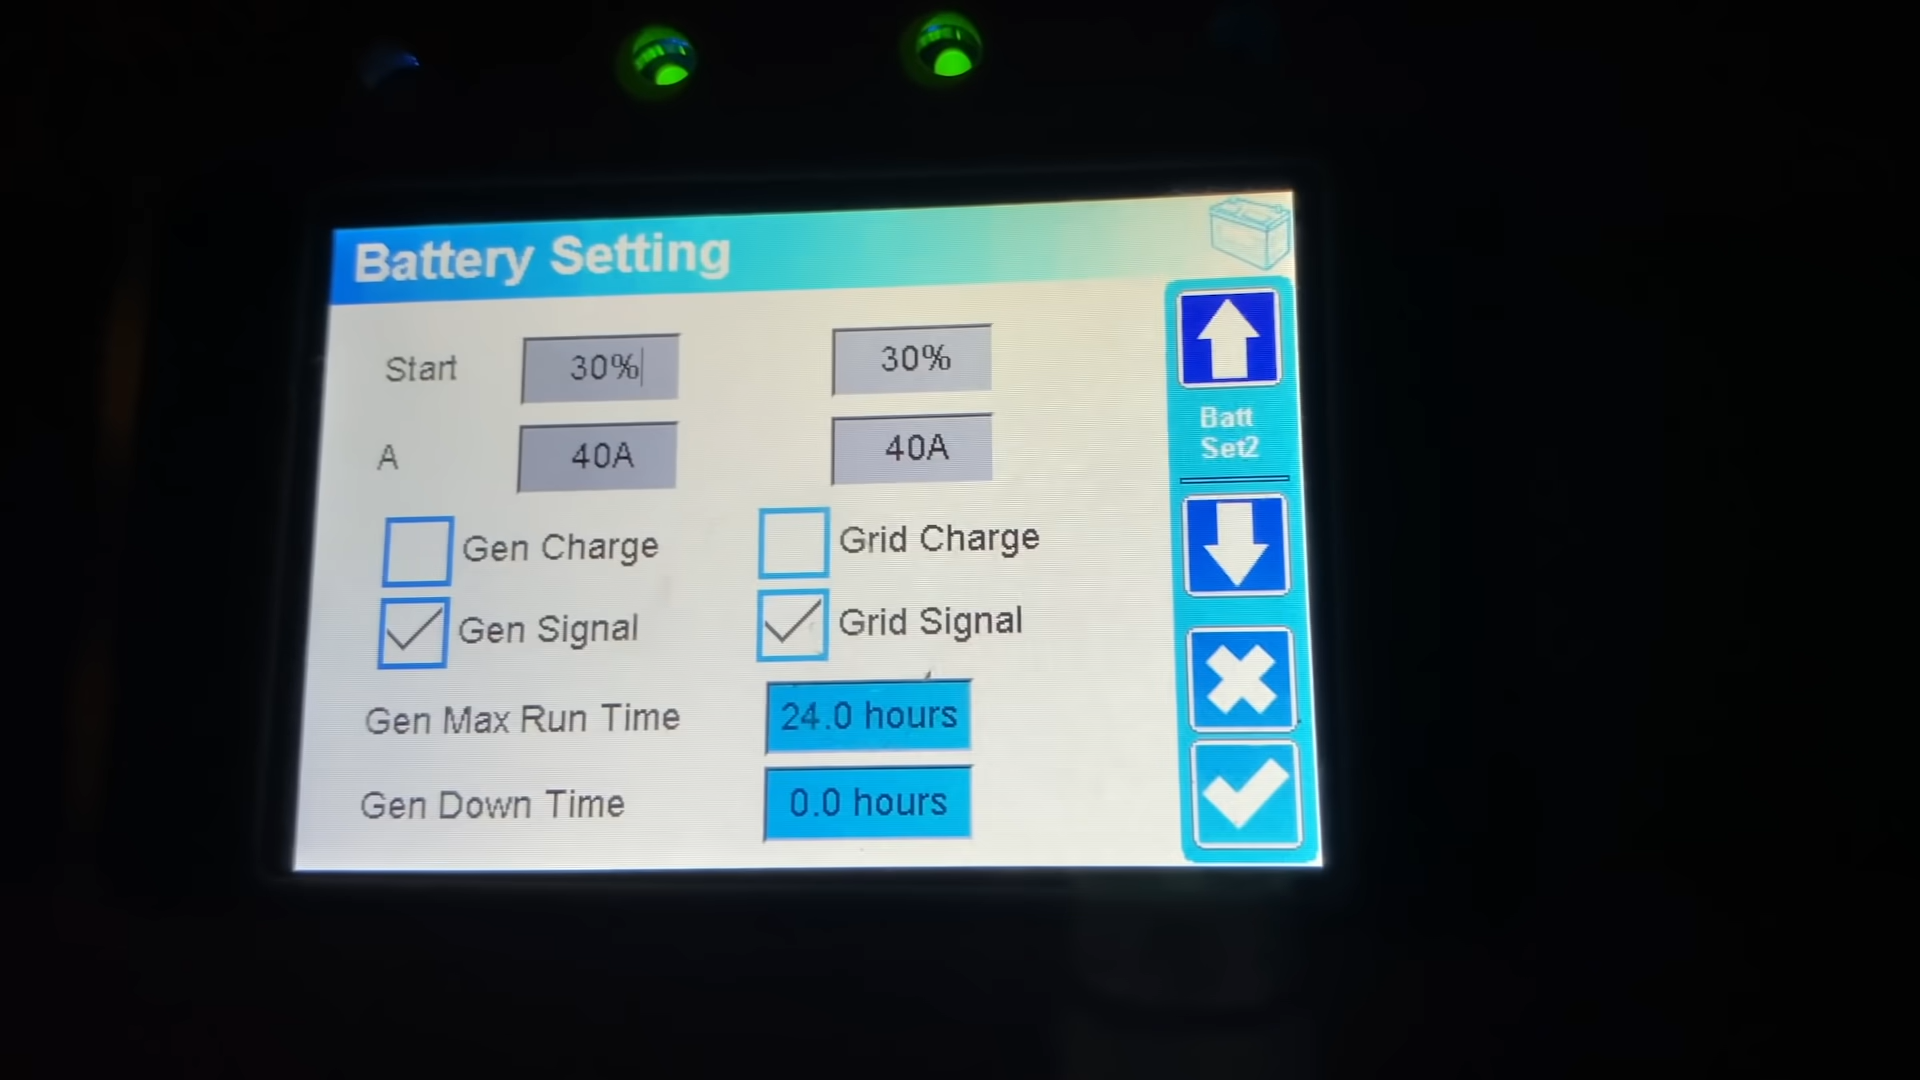 Battery Setting
Start 30% 30%
A 40A 40A
Gen Charge Grid Charge
Gen Signal Grid Signal
Gen Max Run Time 24.0 hours
Gen Down Time 0.0 hours
Batt
Set2